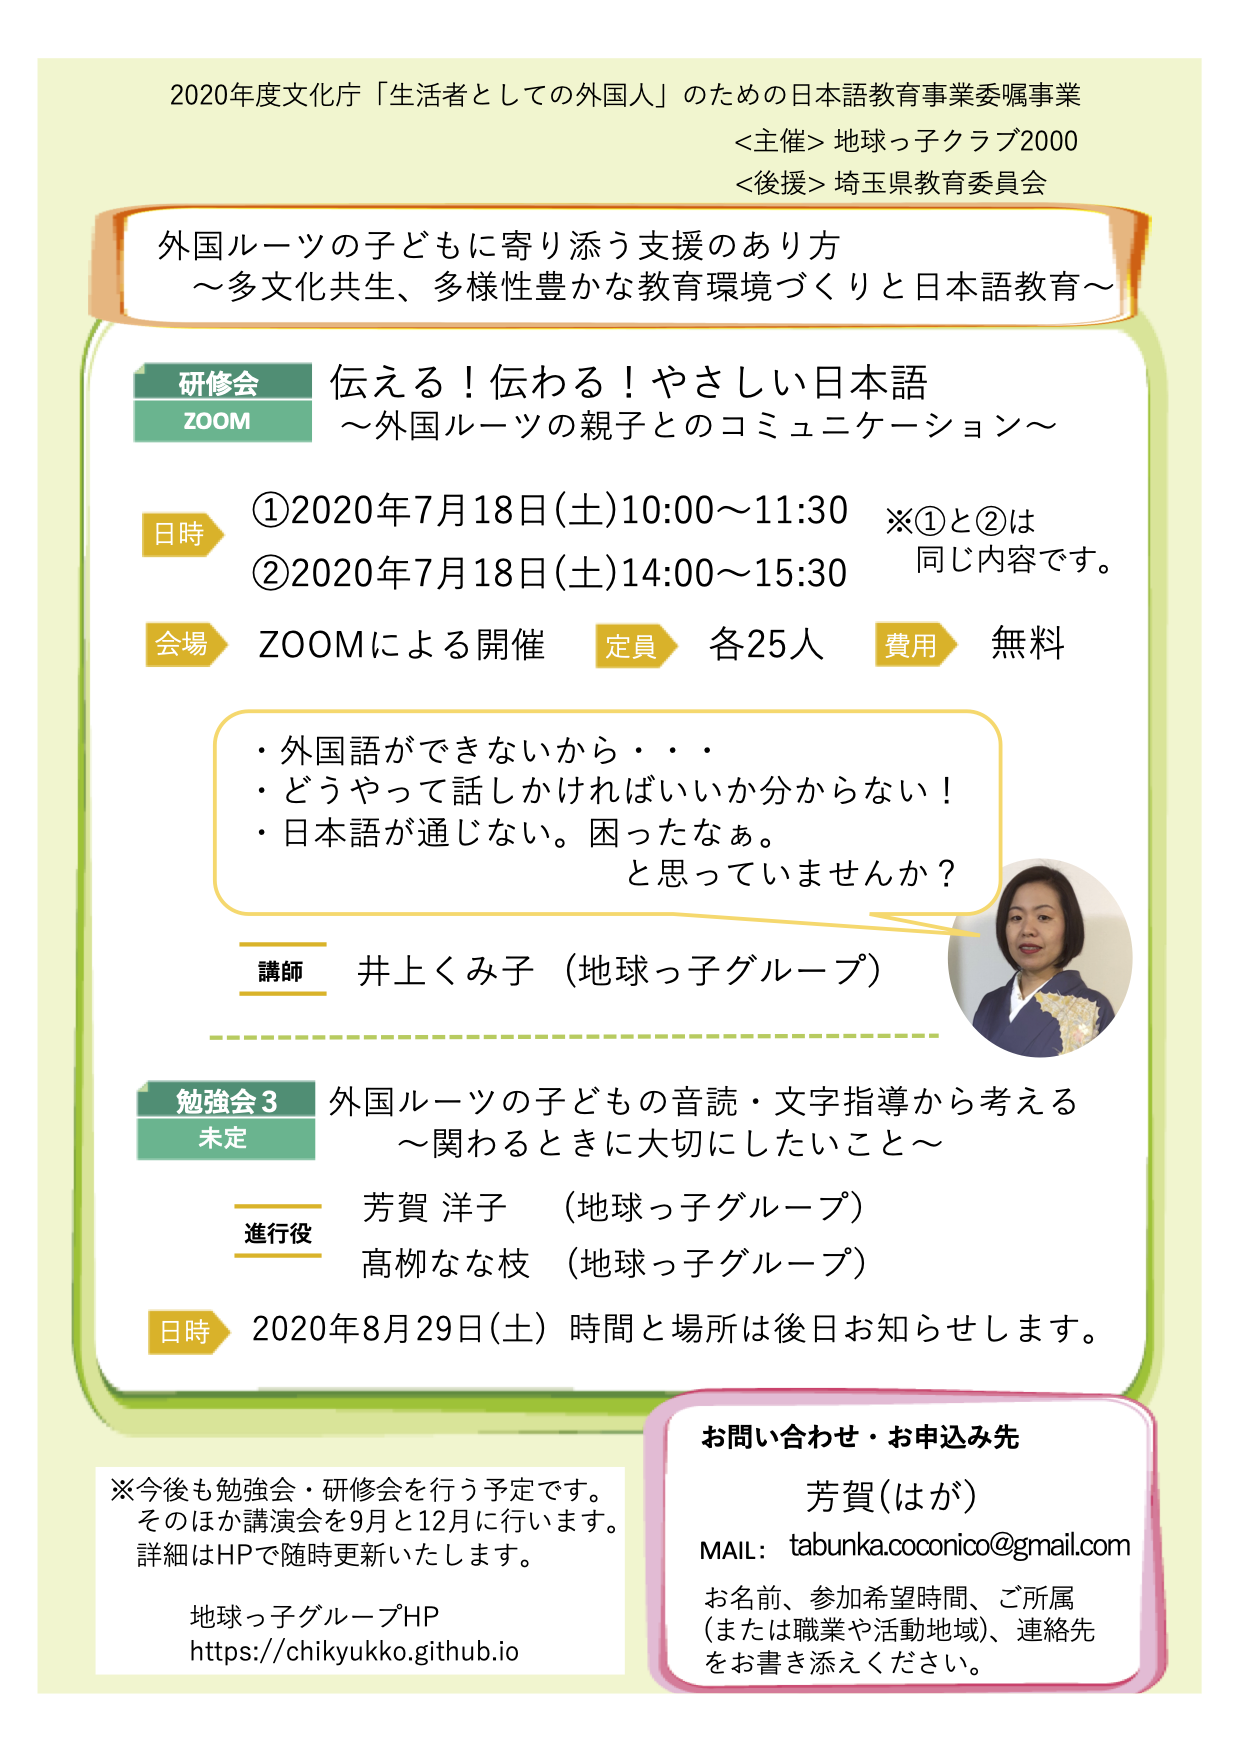 2020年度文化庁「生活者としての外国人」のための日本語教育事業委嘱事業
<主催> 地球っ子クラブ2000
<後援> 埼玉県教育委員会
外国ルーツの子どもに寄り添う支援のあり方
～多文化共生、多様性豊かな教育環境づくりと日本語教育～
研修会
ZOOM
伝える！伝わる！やさしい日本語
～外国ルーツの親子とのコミュニケーション～
日時
①2020年7月18日(土)10:00～11:30
②2020年7月18日(土)14:00～15:30
※①と②は
同じ内容です。
会場 ZOOMによる開催 定員 各25人 費用 無料
・外国語ができないから・・・
・どうやって話しかければいいか分からない！
・日本語が通じない。困ったなぁ。
と思っていませんか？
講師 井上くみ子（地球っ子グループ）
勉強会３
未定
外国ルーツの子どもの音読・文字指導から考える
～関わるときに大切にしたいこと～
進行役
芳賀 洋子 （地球っ子グループ）
髙栁なな枝 （地球っ子グループ）
日時 2020年8月29日(土) 時間と場所は後日お知らせします。
※今後も勉強会・研修会を行う予定です。
そのほか講演会を9月と12月に行います。
詳細はHPで随時更新いたします。
地球っ子グループHP
https://chikyukko.github.io
お問い合わせ・お申込み先
芳賀(はが)
MAIL: tabunka.coconico@gmail.com
お名前、参加希望時間、ご所属
(または職業や活動地域)、連絡先
をお書き添えください。